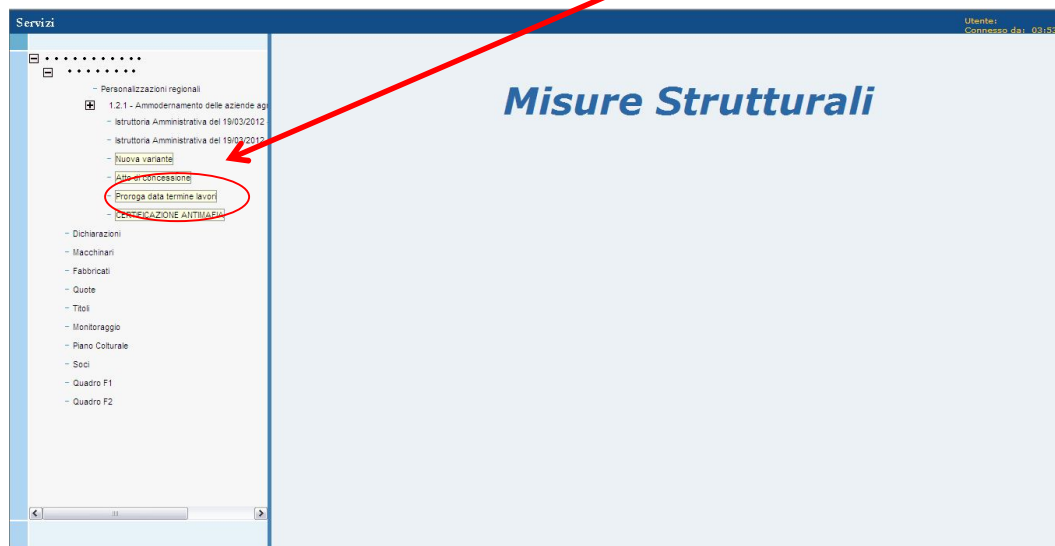 Servizi
Utente:
Connesso da: 03:53
Misure Strutturali
- Personalizzazioni regionali
1.2.1 - Ammodernamento delle aziende agr
- Istruttoria Amministrativa del 19/03/2012 -
- Istruttoria Amministrativa del 19/03/2012
- Nuova variante
- Atto di concessione
- Proroga data termine lavori
- CERTIFICAZIONE ANTIMAFIA
- Dichiarazioni
- Macchinari
- Fabbricati
- Quote
- Titoli
- Monitoraggio
- Piano Colturale
- Soci
- Quadro F1
- Quadro F2